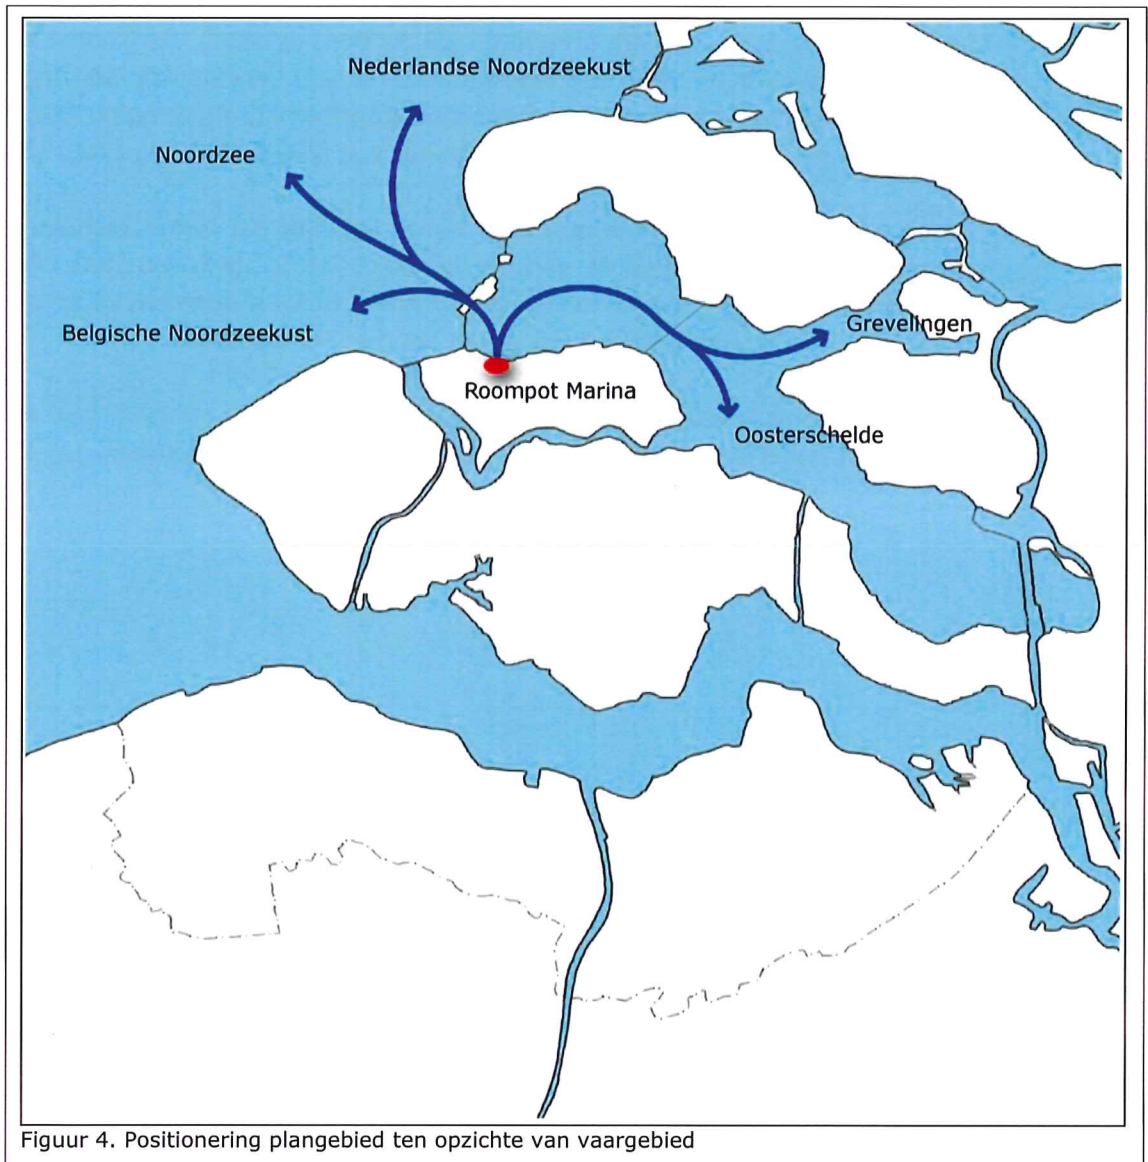 Nederlandse Noordzeekust
Noordzee
Belgische Noordzeekust
Grevelingen
Roompot Marina
Oosterschelde
Figuur 4. Positionering plangebied ten opzichte van vaargebied